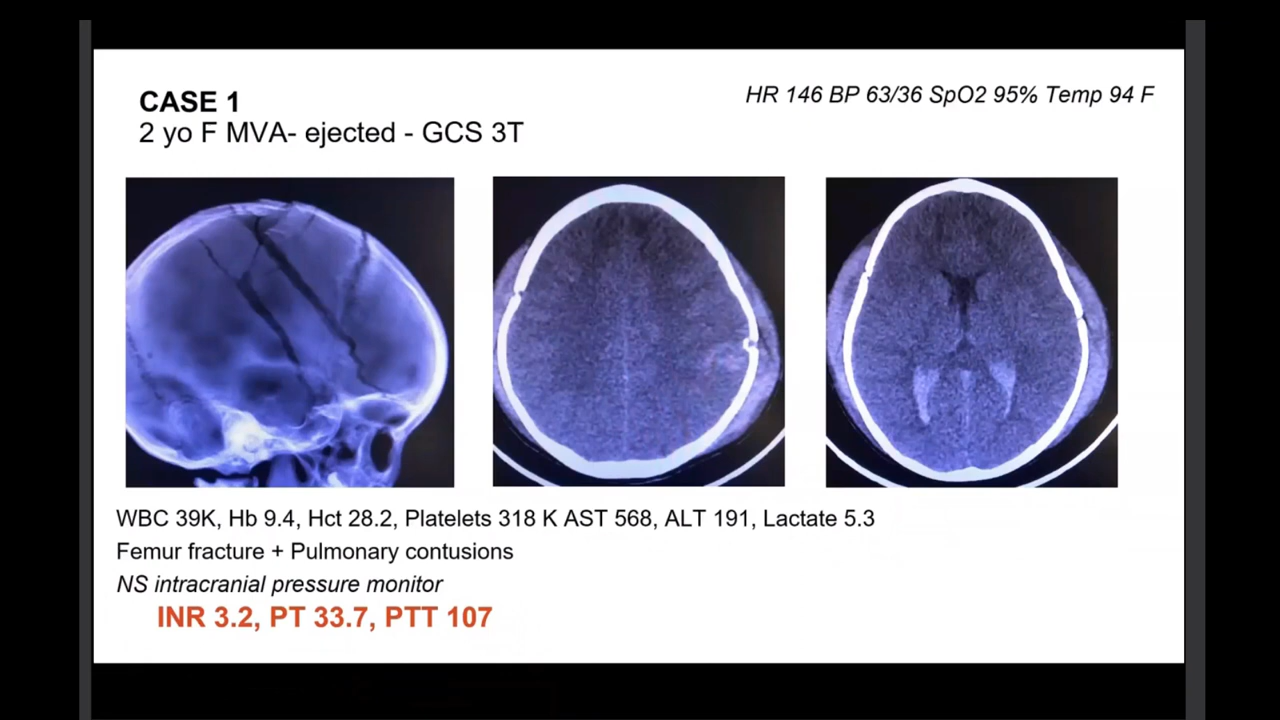 CASE 1
HR 146 BP 63/36 SpO2 95% Temp 94 F
2 yo F MVA- ejected - GCS 3T
WBC 39K, Hb 9.4, Hct 28.2, Platelets 318 K AST 568, ALT 191, Lactate 5.3
Femur fracture + Pulmonary contusions
NS intracranial pressure monitor
INR 3.2, PT 33.7, PTT 107